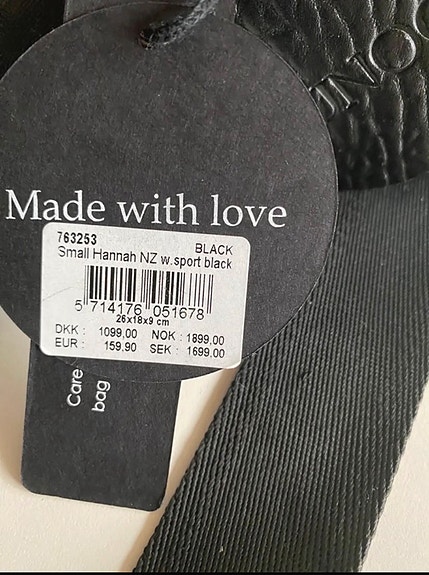 NOO
Made with love
763253 BLACK
Small Hannah NZ w.sport black
5 714176 051678
26x18x9 cm
DKK : 1099,00 NOK : 1899,00
EUR : 159.90 SEK : 1699,00
Care
bag